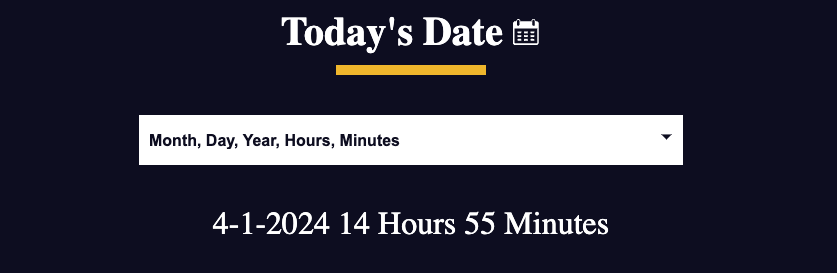 Today's Date
Month, Day, Year, Hours, Minutes
4-1-2024 14 Hours 55 Minutes